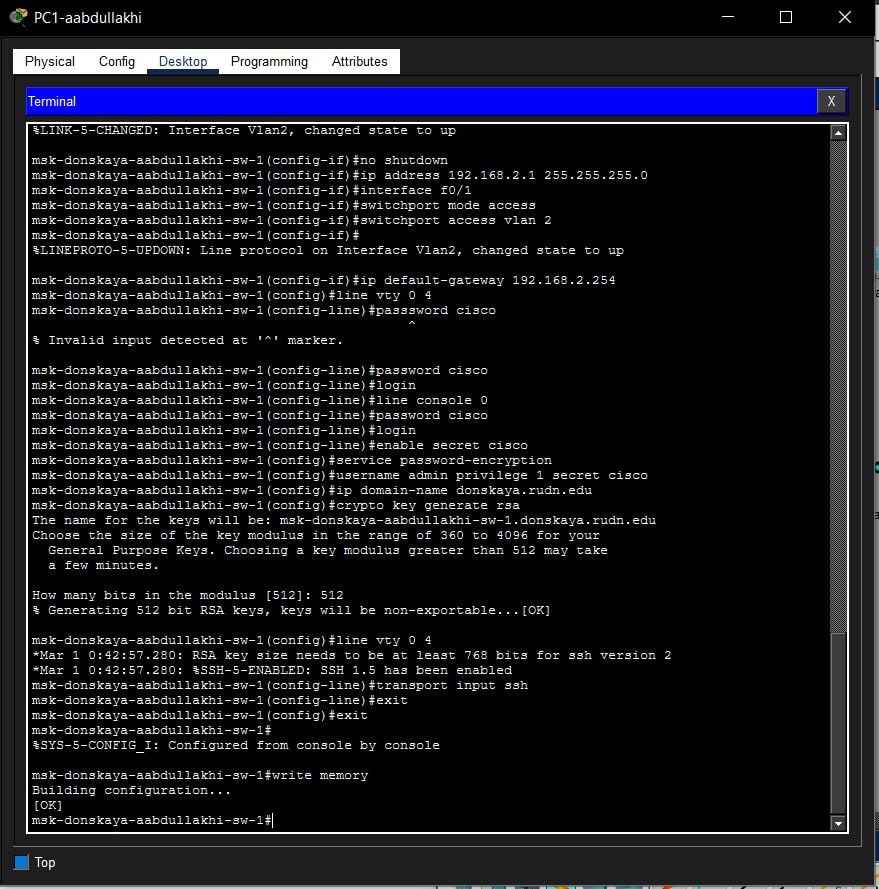 PC1-aabdullakhi
Physical Config Desktop Programming Attributes
Terminal X
%LINK-5-CHANGED: Interface Vlan2, changed state to up
msk-donskaya-aabdullakhi-sw-1(config-if)#no shutdown
msk-donskaya-aabdullakhi-sw-1(config-if)#ip address 192.168.2.1 255.255.255.0
msk-donskaya-aabdullakhi-sw-1(config-if)#interface f0/1
msk-donskaya-aabdullakhi-sw-1(config-if)#switchport mode access
msk-donskaya-aabdullakhi-sw-1(config-if)#switchport access vlan 2
msk-donskaya-aabdullakhi-sw-1(config-if)#
%LINEPROTO-5-UPDOWN: Line protocol on Interface Vlan2, changed state to up
msk-donskaya-aabdullakhi-sw-1(config-if)#ip default-gateway 192.168.2.254
msk-donskaya-aabdullakhi-sw-1(config)#line vty 0 4
msk-donskaya-aabdullakhi-sw-1(config-line)#passsword cisco
^
% Invalid input detected at '^' marker.
msk-donskaya-aabdullakhi-sw-1(config-line)#password cisco
msk-donskaya-aabdullakhi-sw-1(config-line)#login
msk-donskaya-aabdullakhi-sw-1(config-line)#line console 0
msk-donskaya-aabdullakhi-sw-1(config-line)#password cisco
msk-donskaya-aabdullakhi-sw-1(config-line)#login
msk-donskaya-aabdullakhi-sw-1(config-line)#enable secret cisco
msk-donskaya-aabdullakhi-sw-1(config)#service password-encryption
msk-donskaya-aabdullakhi-sw-1(config)#username admin privilege 1 secret cisco
msk-donskaya-aabdullakhi-sw-1(config)#ip domain-name donskaya.rudn.edu
msk-donskaya-aabdullakhi-sw-1(config)#crypto key generate rsa
The name for the keys will be: msk-donskaya-aabdullakhi-sw-1.donskaya.rudn.edu
Choose the size of the key modulus in the range of 360 to 4096 for your
General Purpose Keys. Choosing a key modulus greater than 512 may take
a few minutes.
How many bits in the modulus [512]: 512
% Generating 512 bit RSA keys, keys will be non-exportable...[OK]
msk-donskaya-aabdullakhi-sw-1(config)#line vty 0 4
*Mar 1 0:42:57.280: RSA key size needs to be at least 768 bits for ssh version 2
*Mar 1 0:42:57.280: %SSH-5-ENABLED: SSH 1.5 has been enabled
msk-donskaya-aabdullakhi-sw-1(config-line)#transport input ssh
msk-donskaya-aabdullakhi-sw-1(config-line)#exit
msk-donskaya-aabdullakhi-sw-1(config)#exit
msk-donskaya-aabdullakhi-sw-1#
%SYS-5-CONFIG_I: Configured from console by console
msk-donskaya-aabdullakhi-sw-1#write memory
Building configuration...
[OK]
msk-donskaya-aabdullakhi-sw-1#
Top